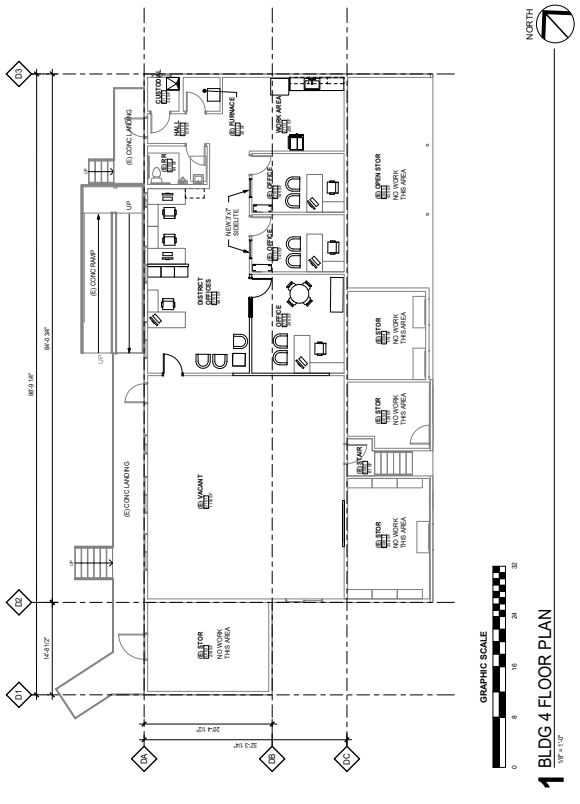 NORTH
D3
D2
D1
98'-9 1/4"
84'-0 3/4"
14'-8 1/2"
(E) CONC LANDING
UP
(E) CONC RAMP
UP
UP
(E) CONC LANDING
UP
CUSTODIAL
HALL
(E) RR
(E) FURNACE
WORK AREA
(E) OFFICE
(E) OFFICE
NEW 3'x7'
SIDELITE
DISTRICT
OFFICES
OFFICE
(E) OPEN STOR
NO WORK
THIS AREA
(E) STOR
NO WORK
THIS AREA
(E) STOR
NO WORK
THIS AREA
(E) STAIR
(E) VACANT
(E) STOR
NO WORK
THIS AREA
(E) STOR
NO WORK
THIS AREA
20'-4 1/2"
32'-3 1/4"
DA
DB
DC
GRAPHIC SCALE
0 8 16 24 32
1 BLDG 4 FLOOR PLAN
1/8" = 1'-0"